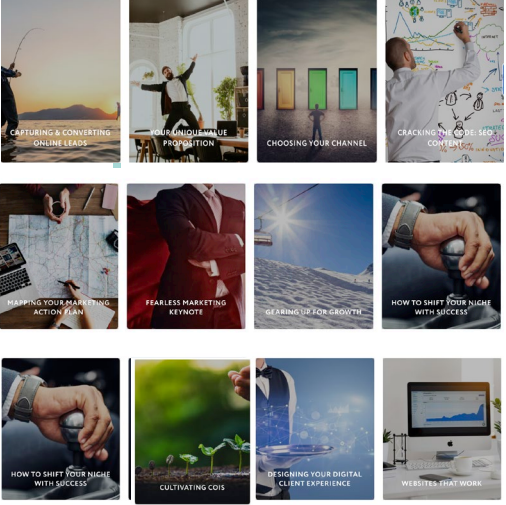 CAPTURING & CONVERTING
ONLINE LEADS
YOUR UNIQUE VALUE
PROPOSITION
CHOOSING YOUR CHANNEL
CRACKING THE CODE: SEO
CONTENT
MAPPING YOUR MARKETING
ACTION PLAN
FEARLESS MARKETING
KEYNOTE
GEARING UP FOR GROWTH
HOW TO SHIFT YOUR NICHE
WITH SUCCESS
HOW TO SHIFT YOUR NICHE
WITH SUCCESS
CULTIVATING COIS
DESIGNING YOUR DIGITAL
CLIENT EXPERIENCE
WEBSITES THAT WORK